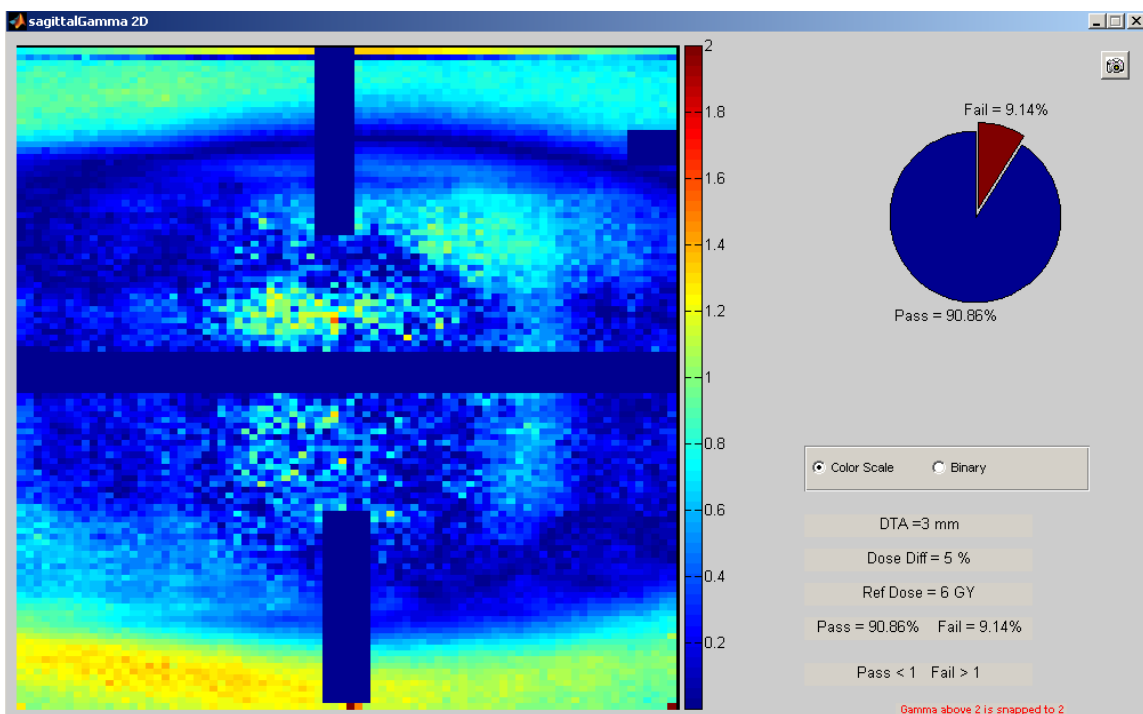 sagittalGamma 2D
2
1.8
1.6
1.4
1.2
1
0.8
0.6
0.4
0.2
Fail = 9.14%
Pass = 90.86%
Color Scale Binary
DTA =3 mm
Dose Diff = 5 %
Ref Dose = 6 GY
Pass = 90.86% Fail = 9.14%
Pass < 1 Fail > 1
Gamma above 2 is snapped to 2